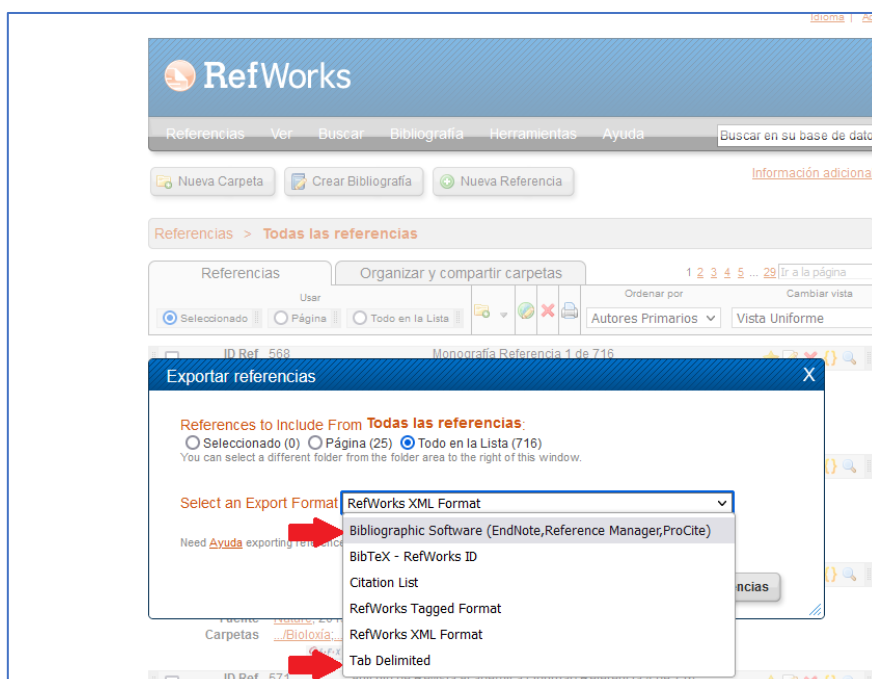 Idioma |
RefWorks
Referencias Ver Buscar Bibliografía Herramientas Ayuda Buscar en su base de dato
Nueva Carpeta Crear Bibliografía Nueva Referencia Información adiciona
Referencias > Todas las referencias
Referencias Organizar y compartir carpetas 1 2 3 4 5 ... 29 Ir a la página
Usar Ordenar por Cambiar vista
Seleccionado Página Todo en la Lista Autores Primarios Vista Uniforme
ID Ref 568 Monografía Referencia 1 de 716
Exportar referencias X
References to Include From Todas las referencias:
Seleccionado (0) Página (25) Todo en la Lista (716)
You can select a different folder from the folder area to the right of this window.
Select an Export Format RefWorks XML Format
Bibliographic Software (EndNote,Reference Manager,ProCite)
Need Ayuda exporting reference
BibTeX - RefWorks ID
Citation List
ncias
RefWorks Tagged Format
Fuente Nature, 201
Carpetas .../Bioloxía;
RefWorks XML Format
Tab Delimited
ID Ref 571